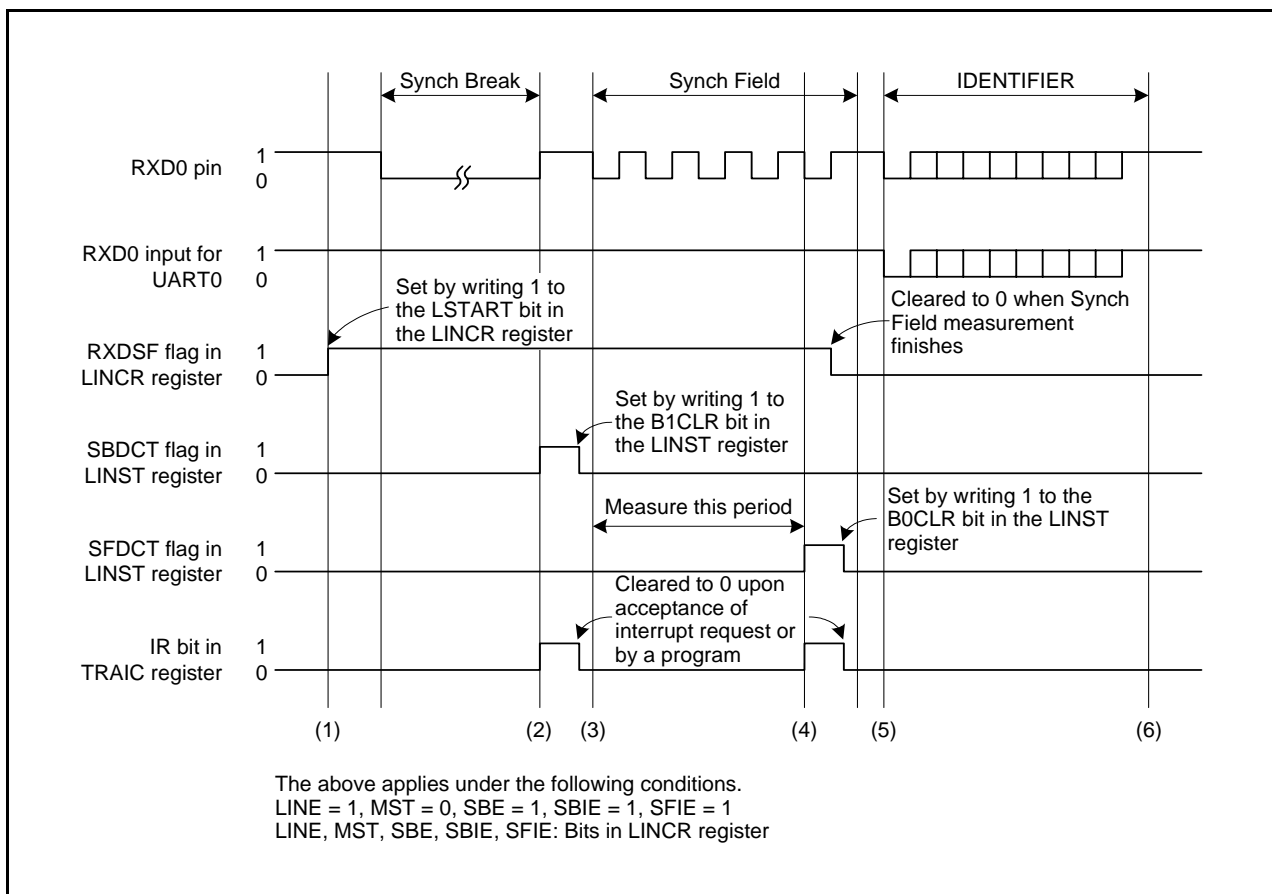 Synch Break
Synch Field
IDENTIFIER
RXD0 pin
1
0
RXD0 input for
UART0
1
0
Set by writing 1 to
the LSTART bit in
the LINCR register
Cleared to 0 when Synch
Field measurement
finishes
RXDSF flag in
LINCR register
1
0
Set by writing 1 to
the B1CLR bit in
the LINST register
SBDCT flag in
LINST register
1
0
Measure this period
Set by writing 1 to the
B0CLR bit in the LINST
register
SFDCT flag in
LINST register
1
0
Cleared to 0 upon
acceptance of
interrupt request or
by a program
IR bit in
TRAIC register
1
0
(1)
(2)
(3)
(4)
(5)
(6)
The above applies under the following conditions.
LINE = 1, MST = 0, SBE = 1, SBIE = 1, SFIE = 1
LINE, MST, SBE, SBIE, SFIE: Bits in LINCR register